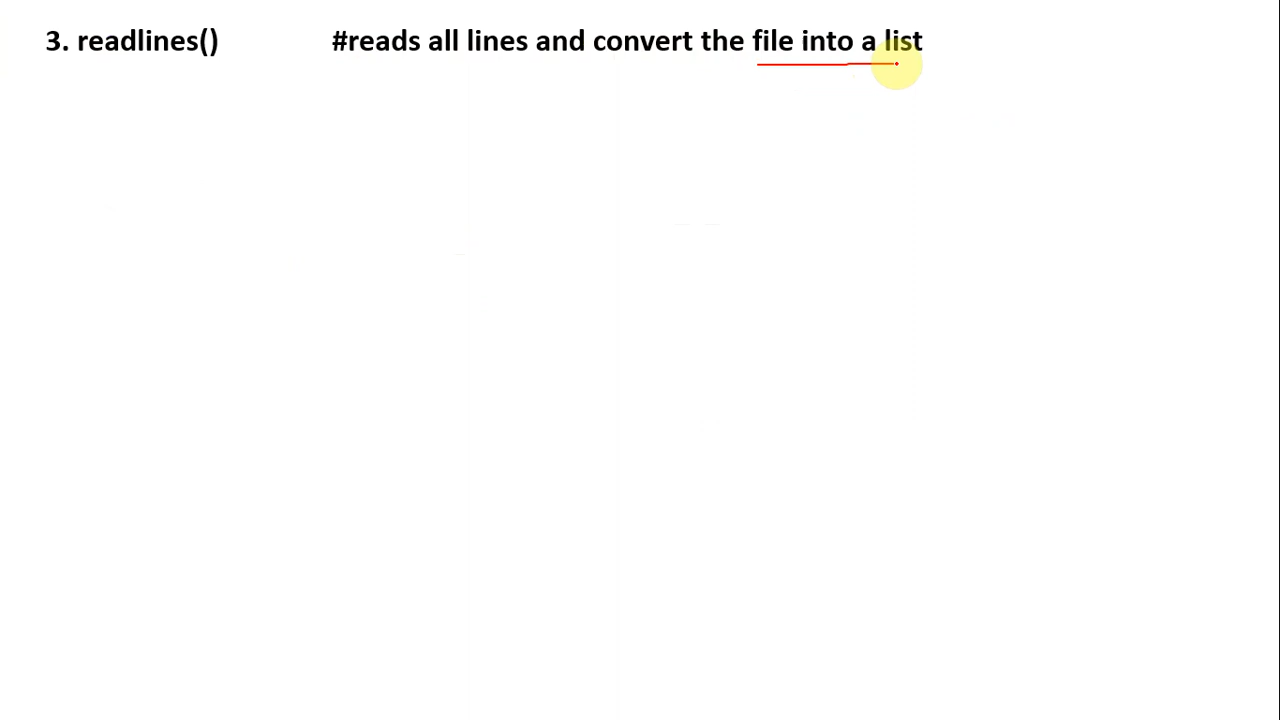 3. readlines() #reads all lines and convert the file into a list